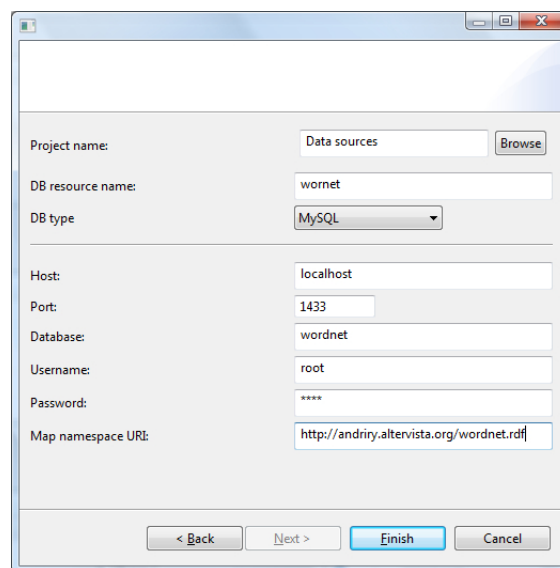 Project name: Data sources Browse
DB resource name: wornet
DB type MySQL
Host: localhost
Port: 1433
Database: wordnet
Username: root
Password: ****
Map namespace URI: http://andriry.altervista.org/wordnet.rdf
< Back Next > Finish Cancel